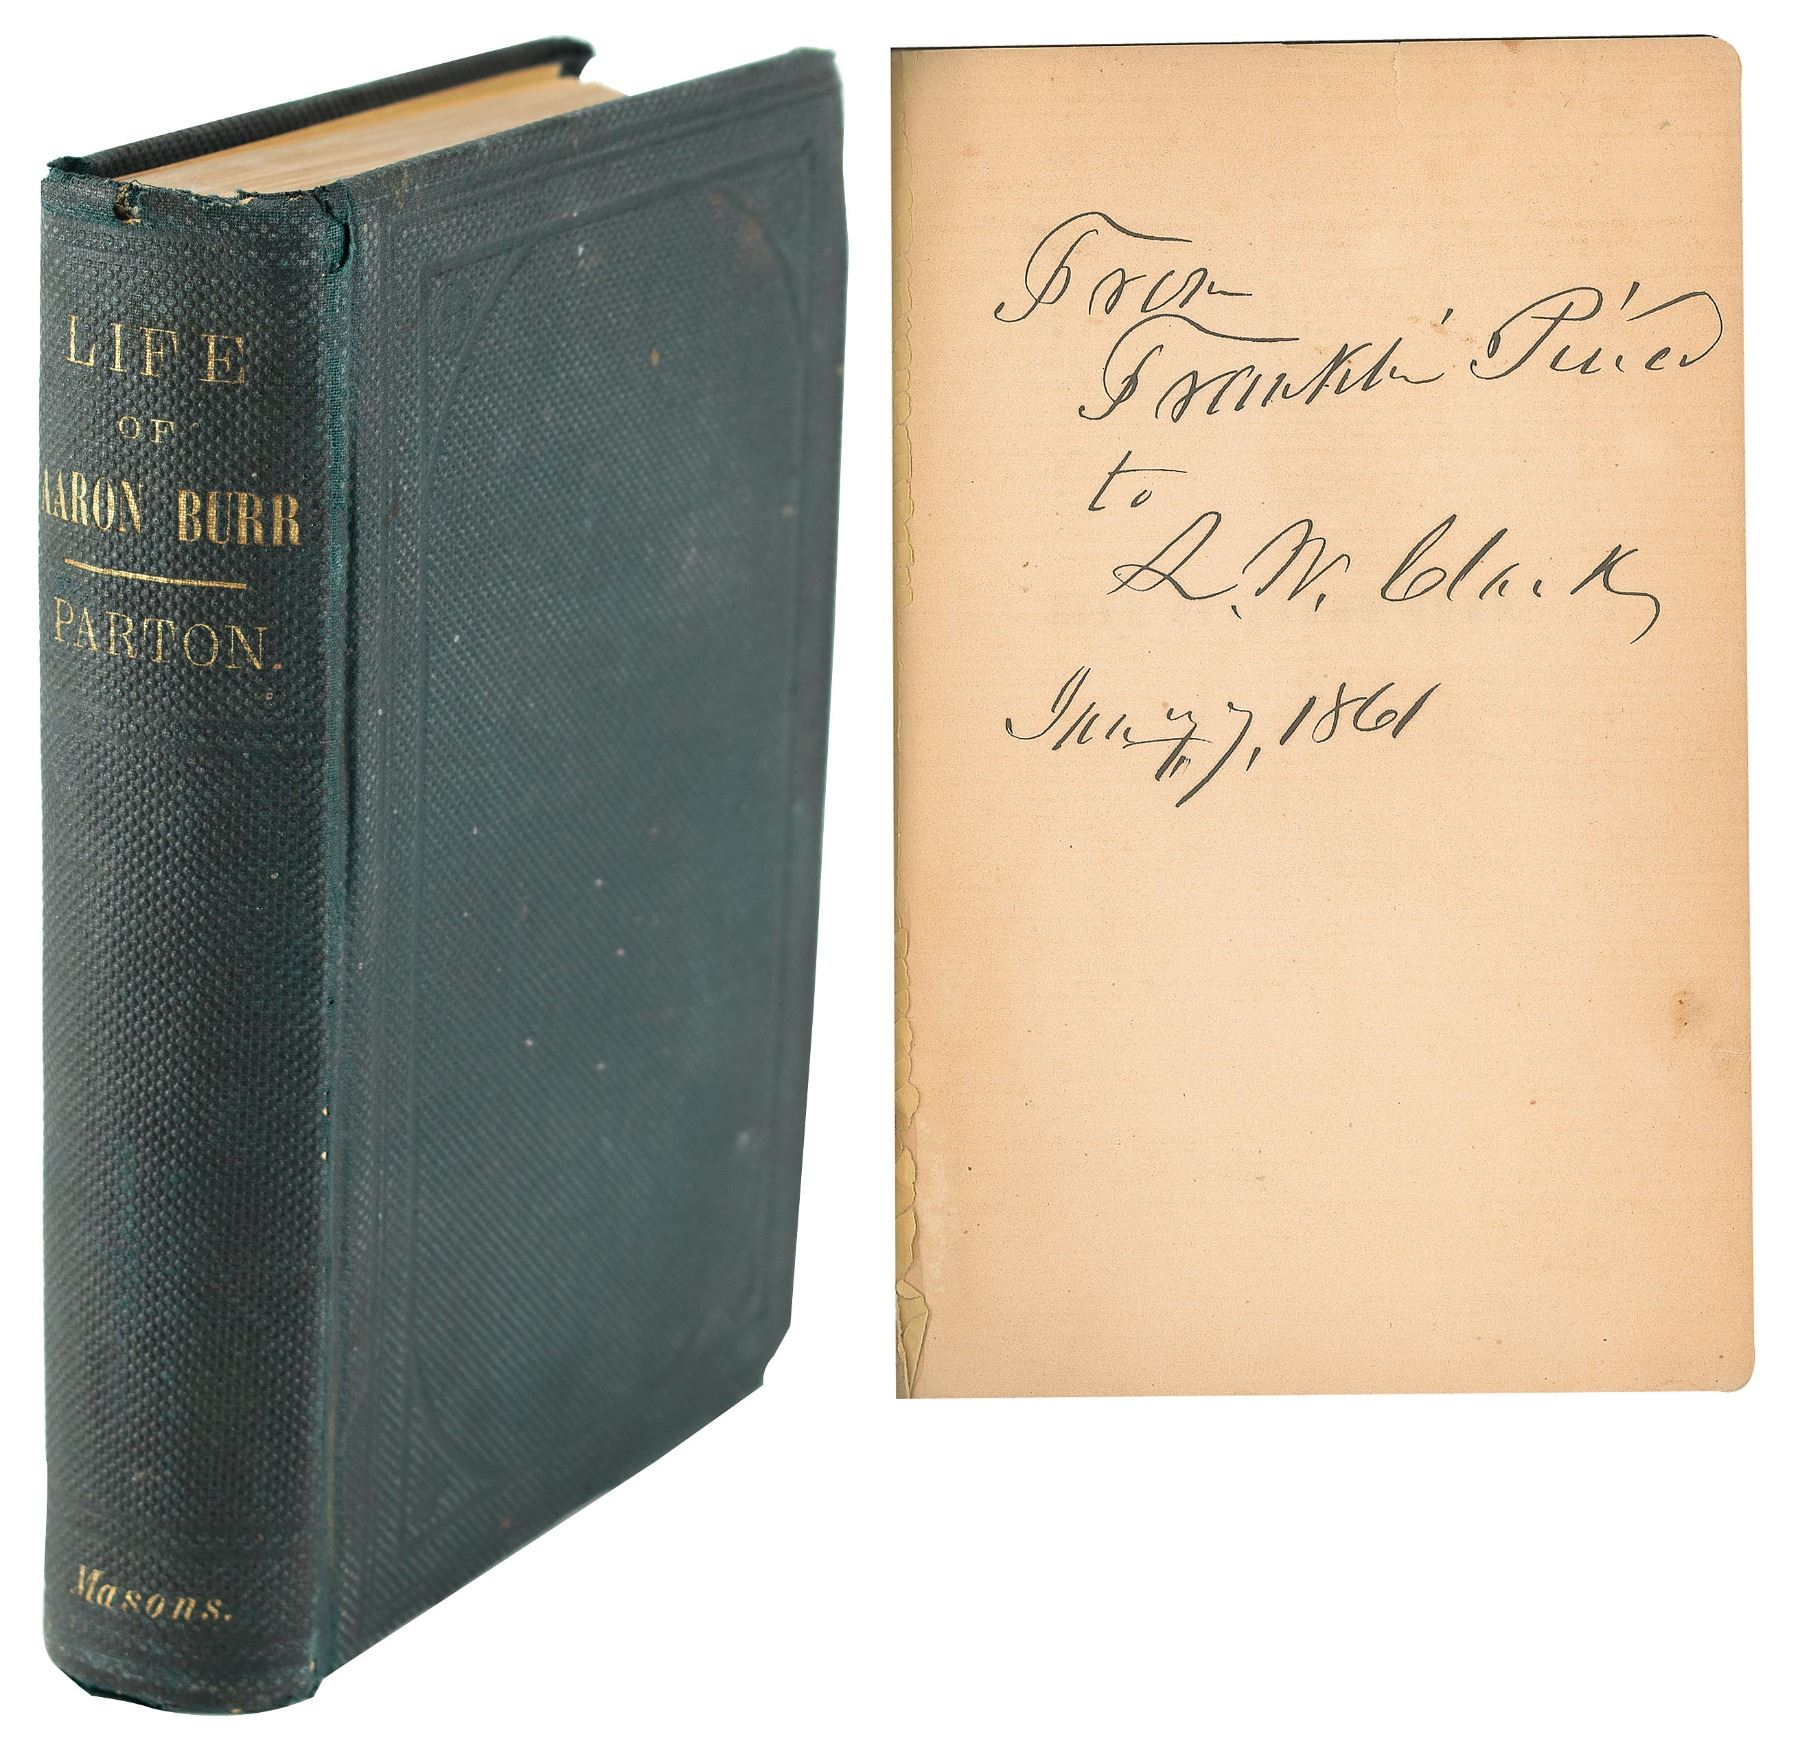 LIFE
OF
AARON BURR
PARTON.
Masons.
From
Franklin Pierce
to
L. W. Clark
Jany 7, 1861